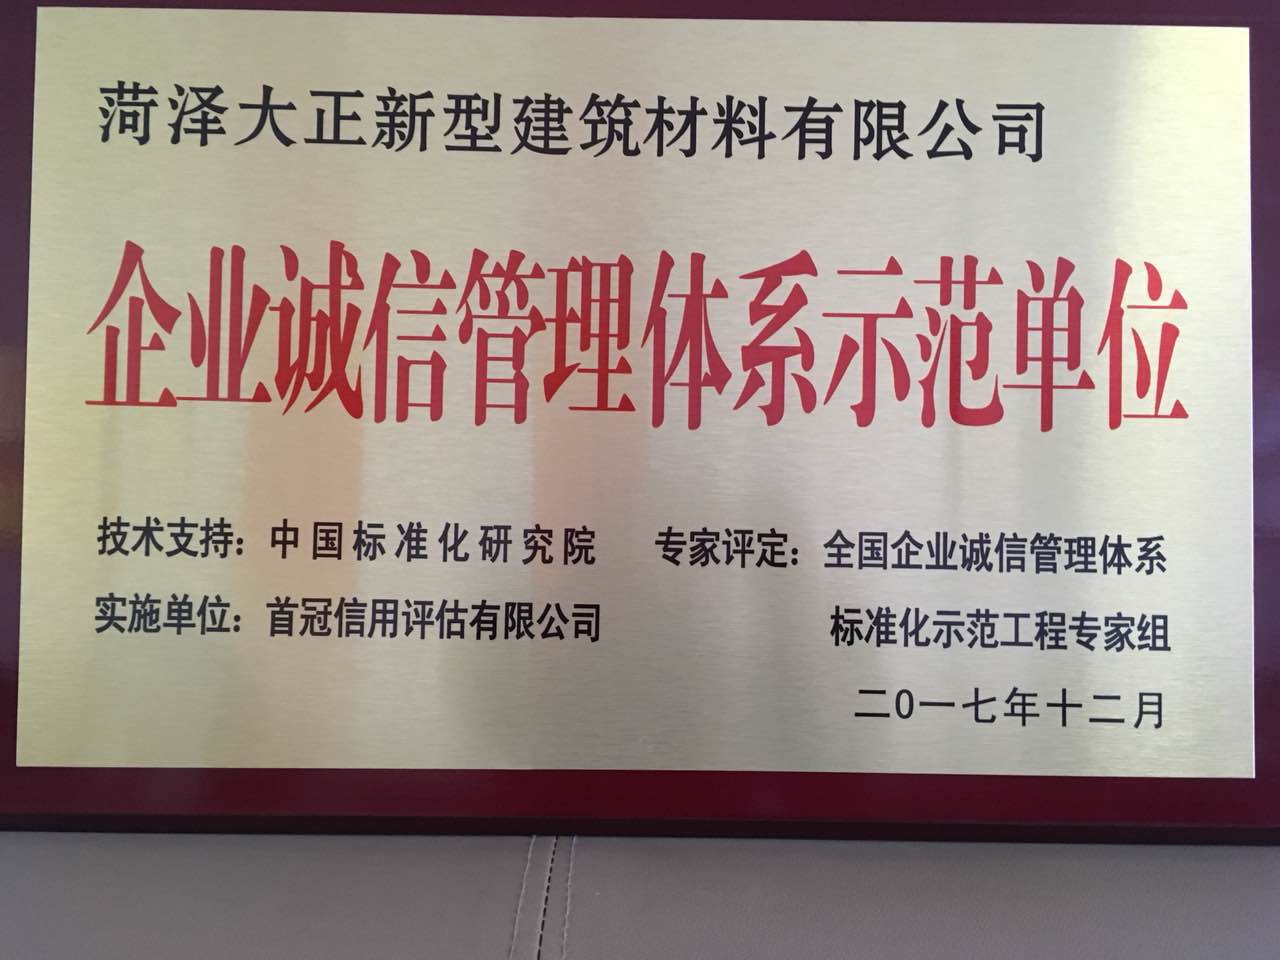 菏泽大正新型建筑材料有限公司
企业诚信管理体系示范单位
技术支持：中国标准化研究院
实施单位：首冠信用评估有限公司
专家评定：全国企业诚信管理体系
标准化示范工程专家组
二0一七年十二月